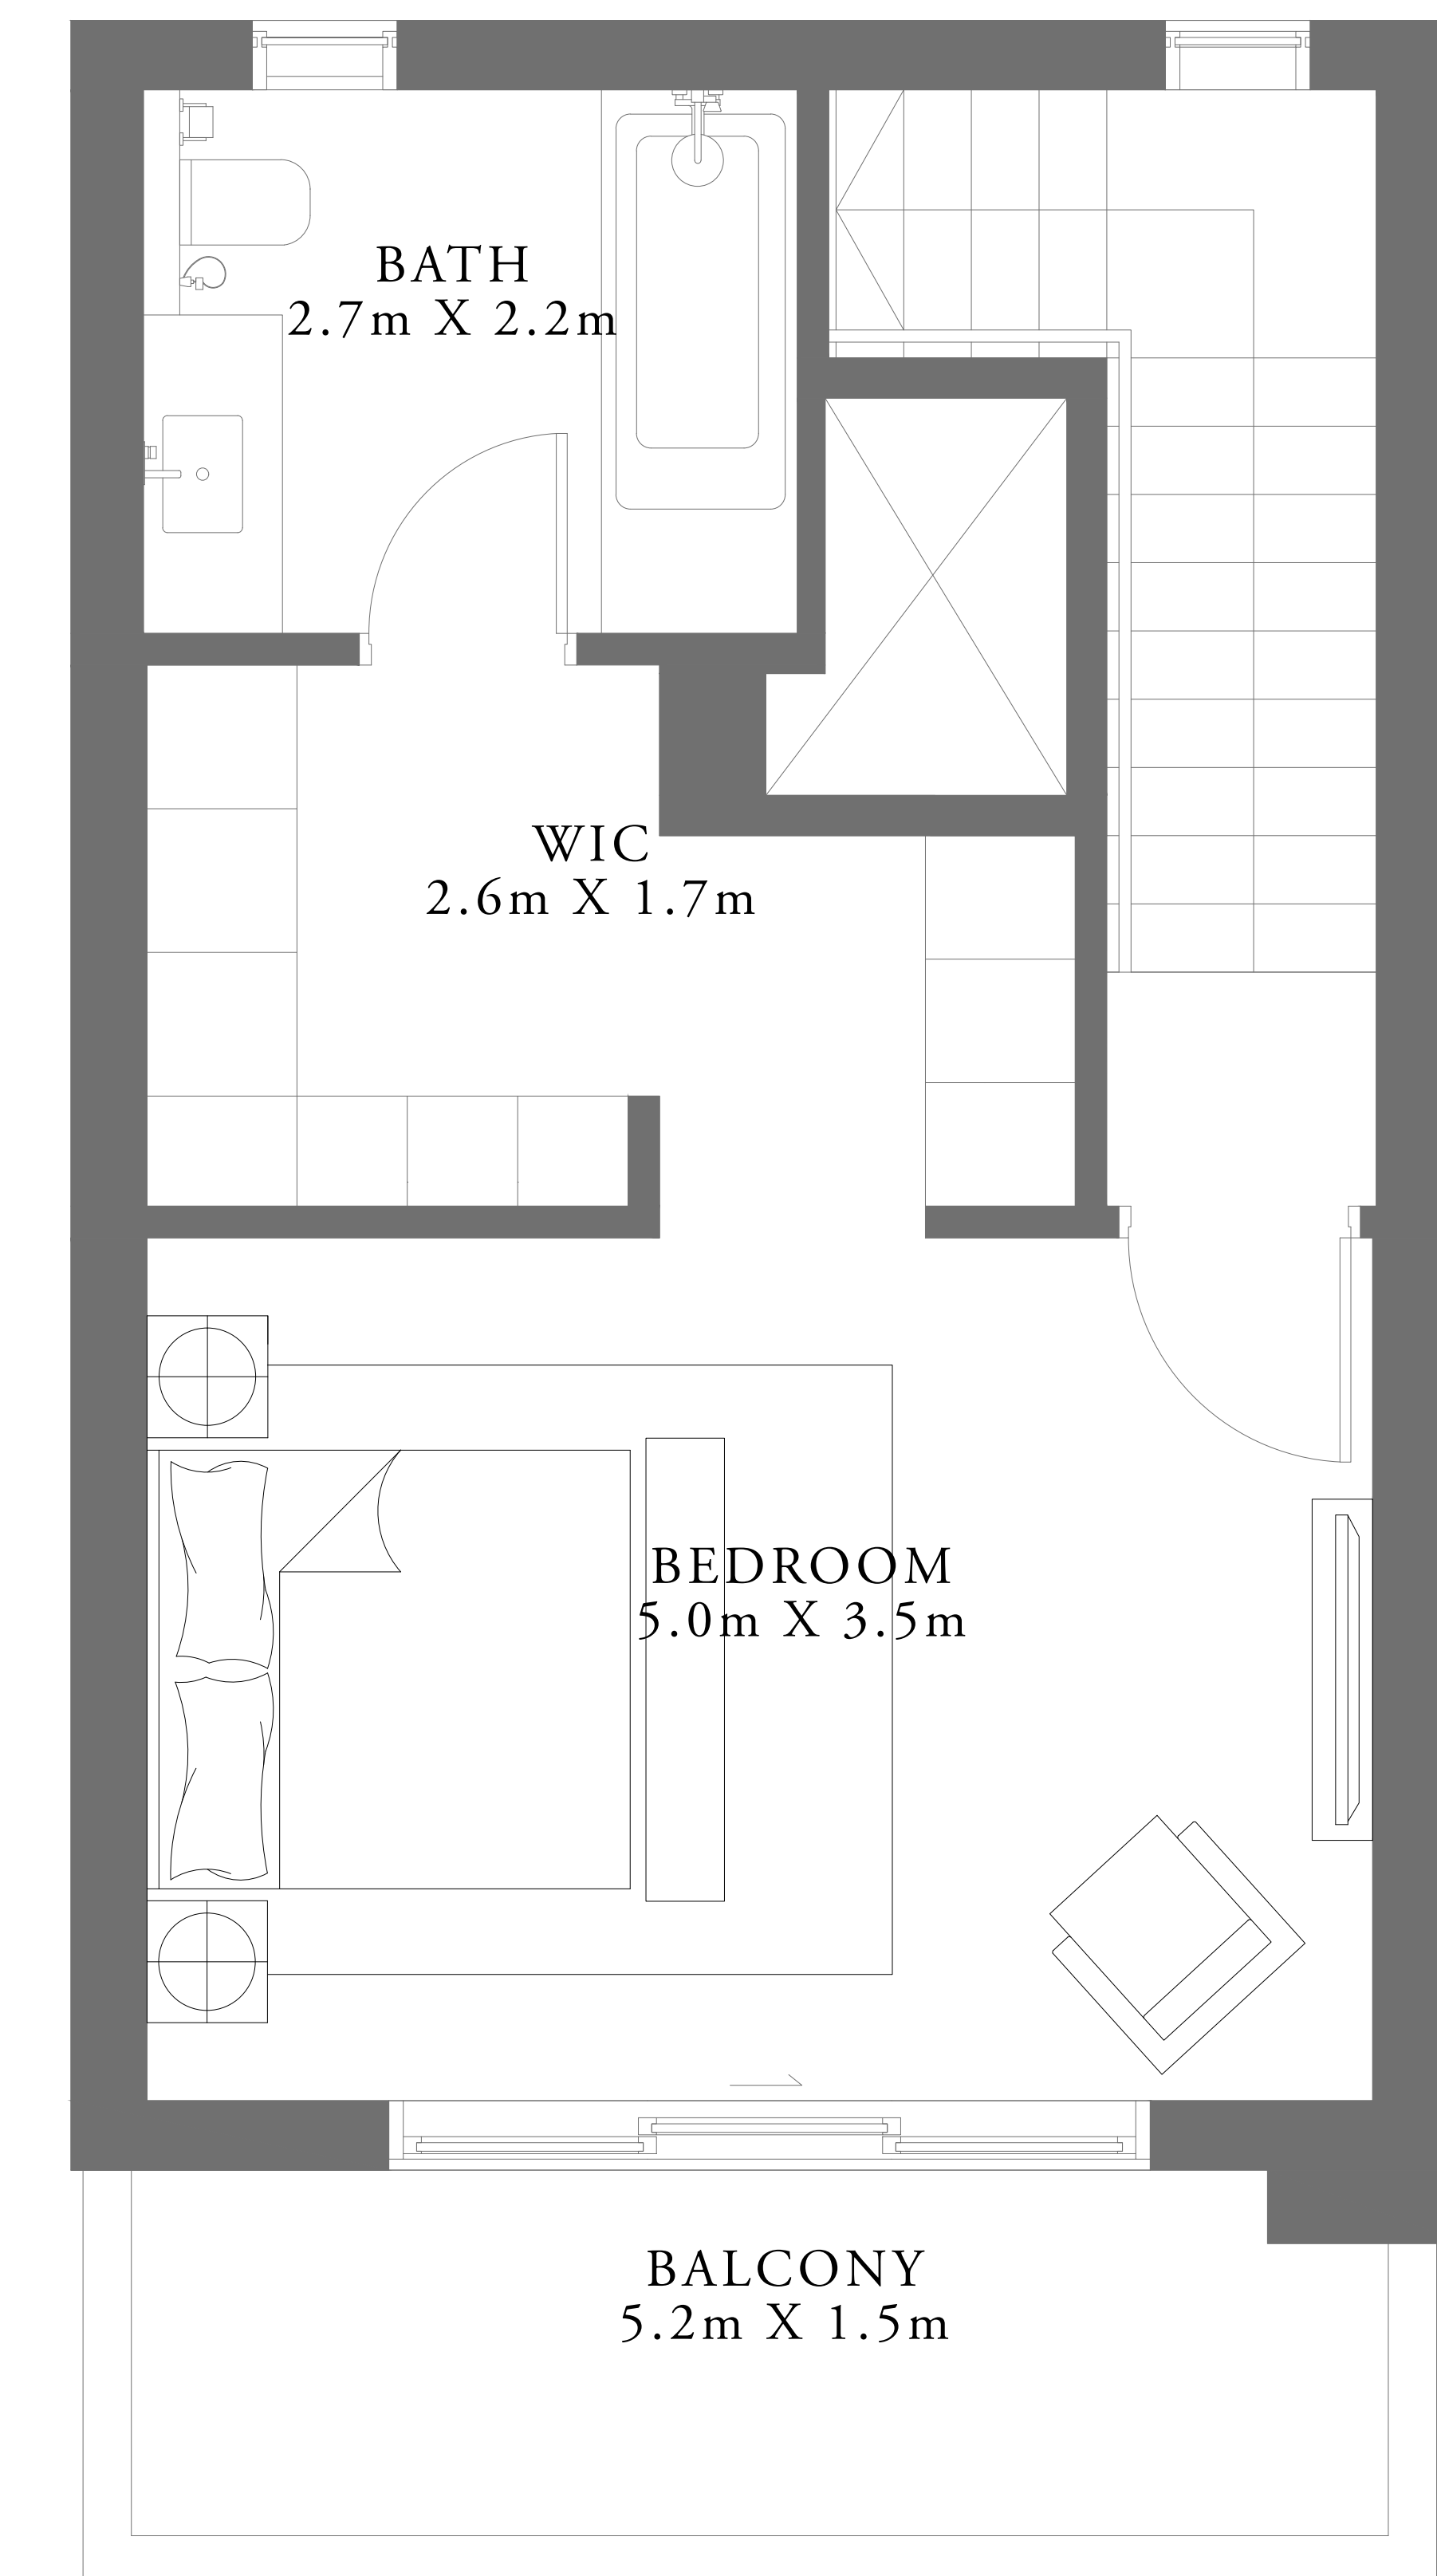 BATH
2.7m X 2.2m
WIC
2.6m X 1.7m
BEDROOM
5.0m X 3.5m
BALCONY
5.2m X 1.5m